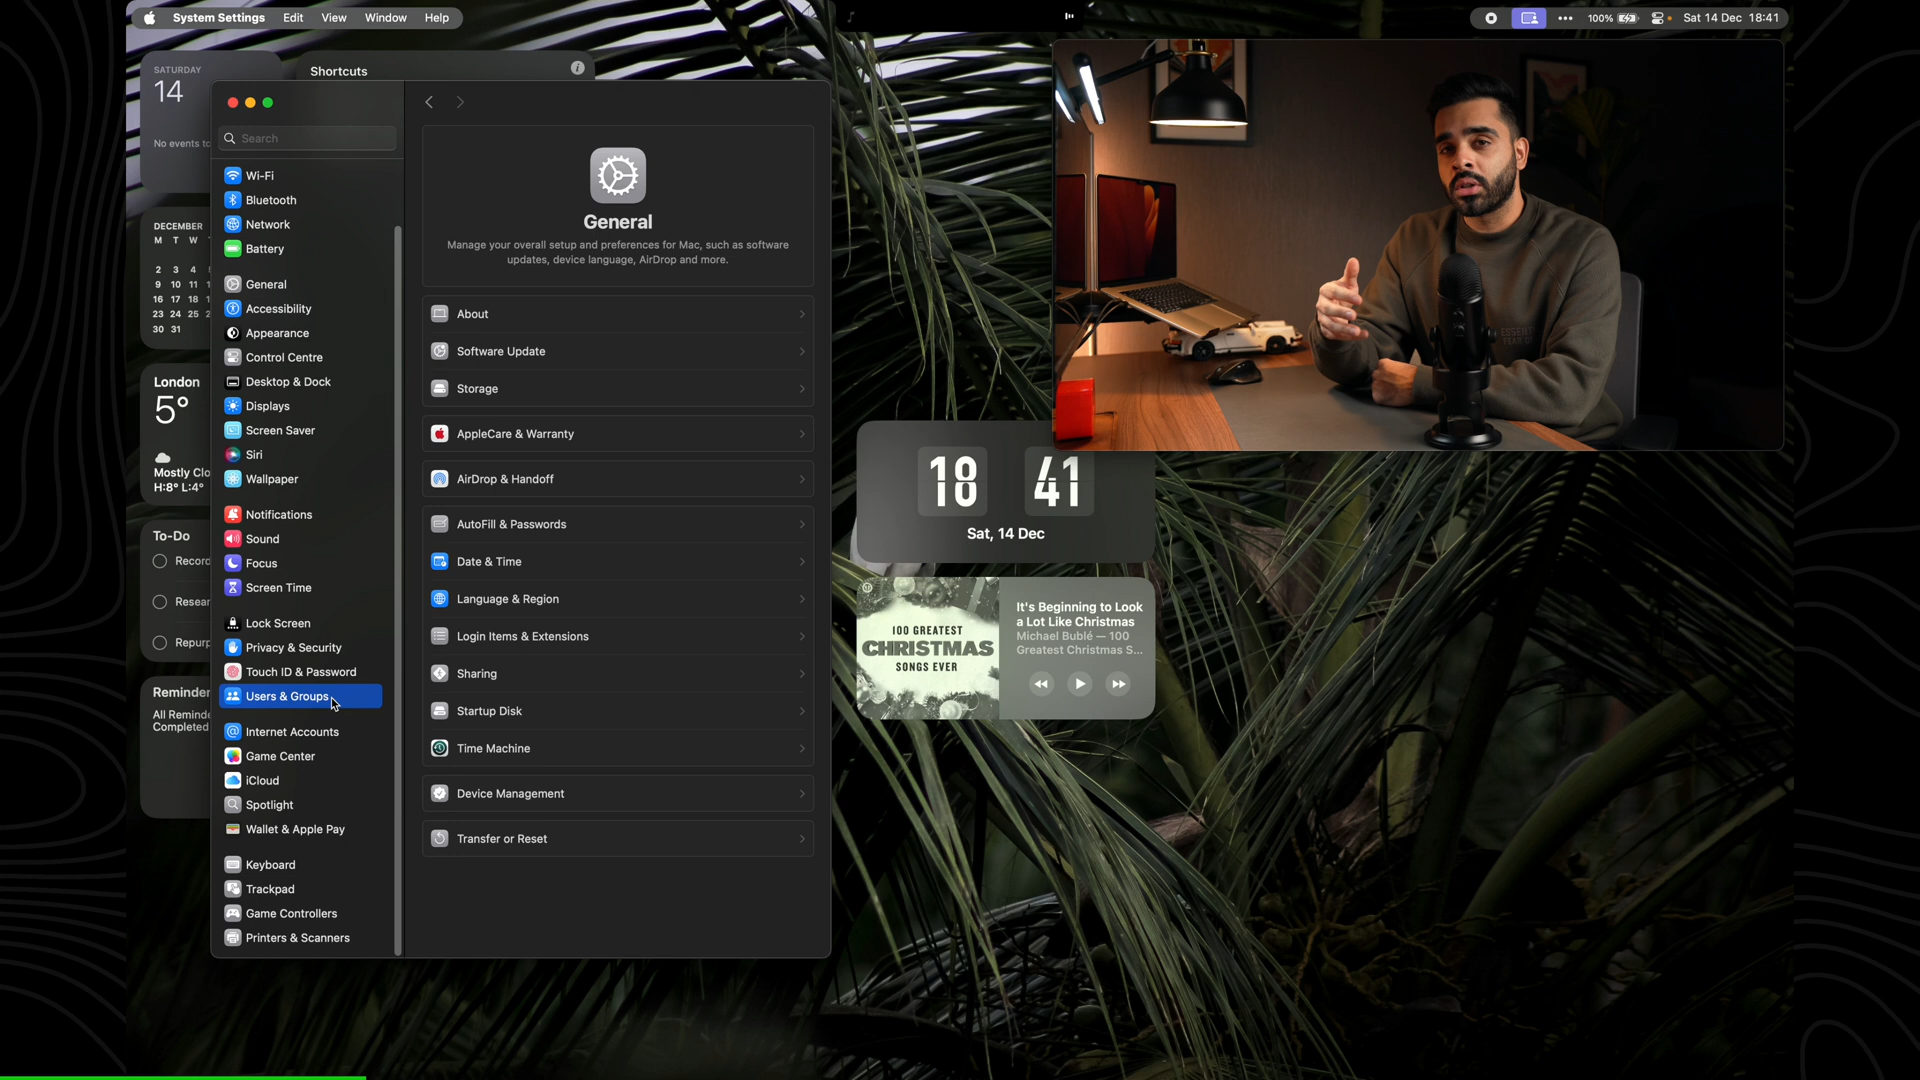 System Settings Edit View Window Help
100% Sat 14 Dec 18:41
SATURDAY
14
No events to
Shortcuts
DECEMBER
M T W
2 3 4
9 10 11
16 17 18
23 24 25
30 31
London
5°
Mostly Clo
H:8° L:4°
To-Do
Record
Resear
Repurp
Reminder
All Reminde
Completed
Search
Wi-Fi
Bluetooth
Network
Battery
General
Accessibility
Appearance
Control Centre
Desktop & Dock
Displays
Screen Saver
Siri
Wallpaper
Notifications
Sound
Focus
Screen Time
Lock Screen
Privacy & Security
Touch ID & Password
Users & Groups
Internet Accounts
Game Center
iCloud
Spotlight
Wallet & Apple Pay
Keyboard
Trackpad
Game Controllers
Printers & Scanners
General
Manage your overall setup and preferences for Mac, such as software
updates, device language, AirDrop and more.
About
Software Update
Storage
AppleCare & Warranty
AirDrop & Handoff
AutoFill & Passwords
Date & Time
Language & Region
Login Items & Extensions
Sharing
Startup Disk
Time Machine
Device Management
Transfer or Reset
18 41
Sat, 14 Dec
100 GREATEST
CHRISTMAS
SONGS EVER
It's Beginning to Look
a Lot Like Christmas
Michael Bublé — 100
Greatest Christmas S...